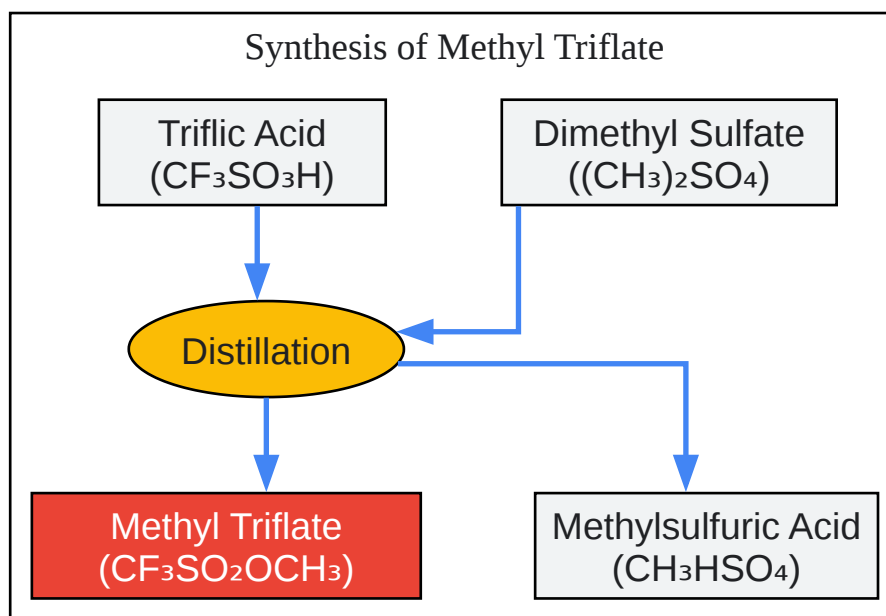 Synthesis of Methyl Triflate
Triflic Acid
(CF₃SO₃H)
Dimethyl Sulfate
((CH₃)₂SO₄)
Distillation
Methyl Triflate
(CF₃SO₂OCH₃)
Methylsulfuric Acid
(CH₃HSO₄)